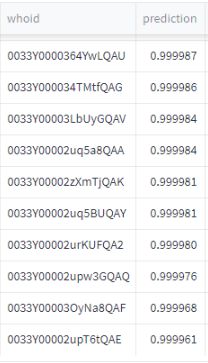 whoid prediction
0033Y0000364YwLQAU 0.999987
0033Y000034TMtfQAG 0.999986
0033Y00003LbUyGQAV 0.999984
0033Y00002uq5a8QAA 0.999984
0033Y00002zXmTjQAK 0.999981
0033Y00002uq5BUQAY 0.999981
0033Y00002urKUFQA2 0.999980
0033Y00002upw3GQAQ 0.999976
0033Y00003OyNa8QAF 0.999968
0033Y00002upT6tQAE 0.999961